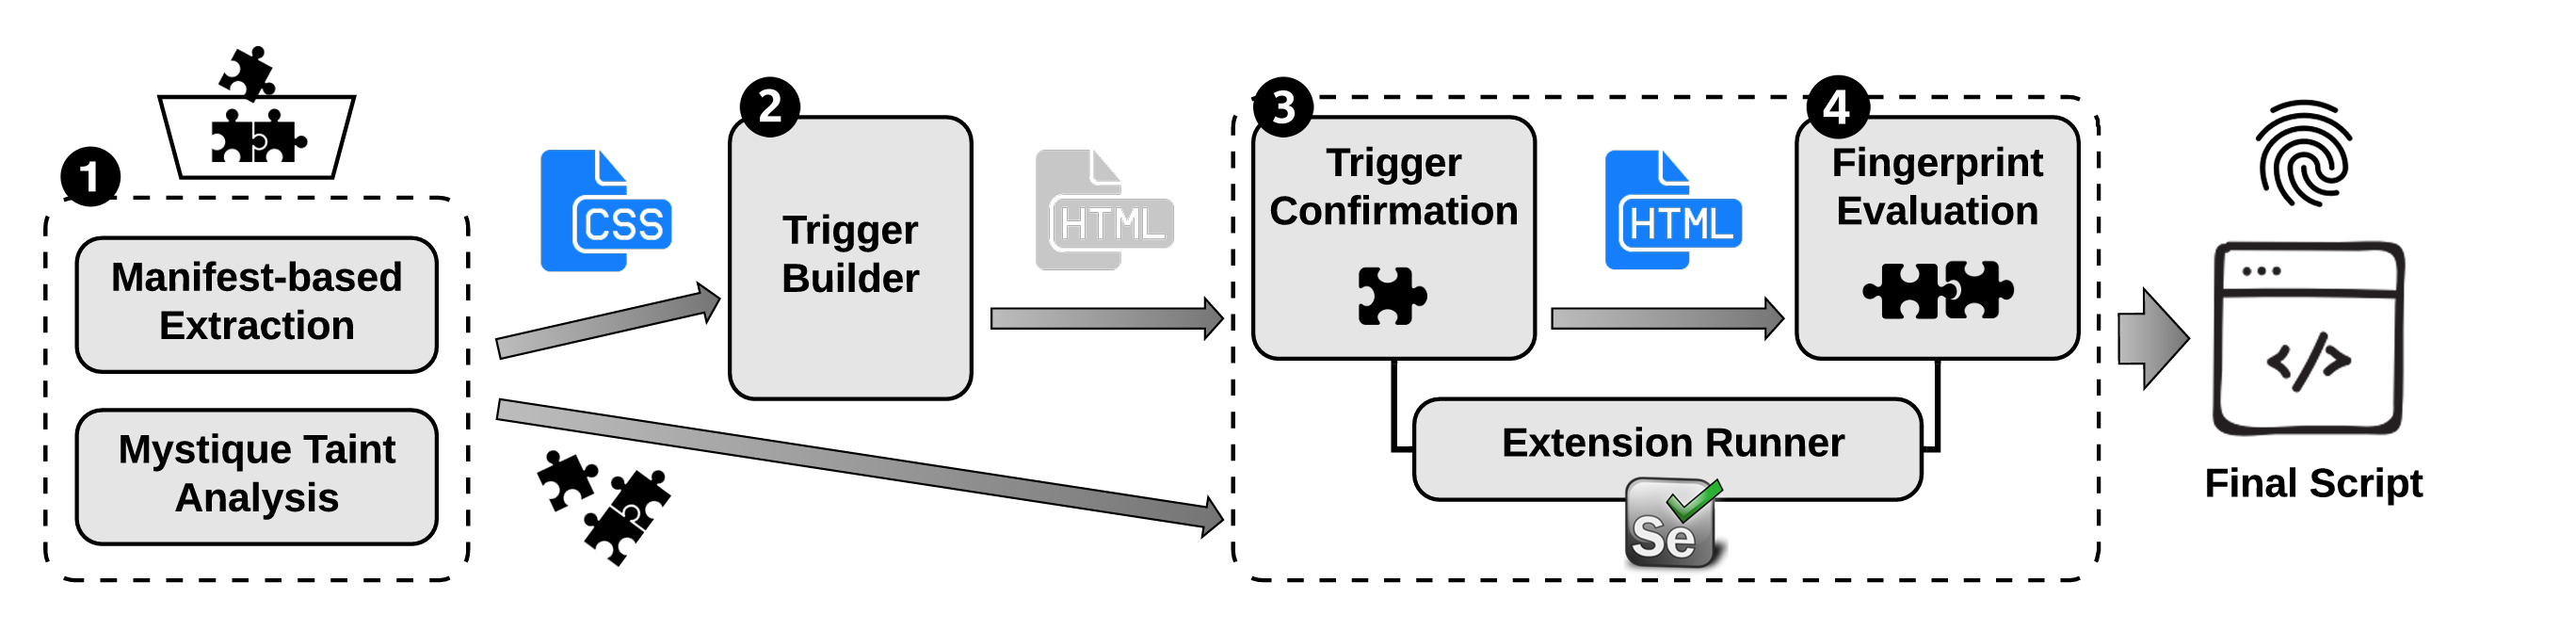 1
Manifest-based
Extraction
Mystique Taint
Analysis
CSS
2
Trigger
Builder
HTML
3
Trigger
Confirmation
HTML
4
Fingerprint
Evaluation
Extension Runner
Se
</>
Final Script